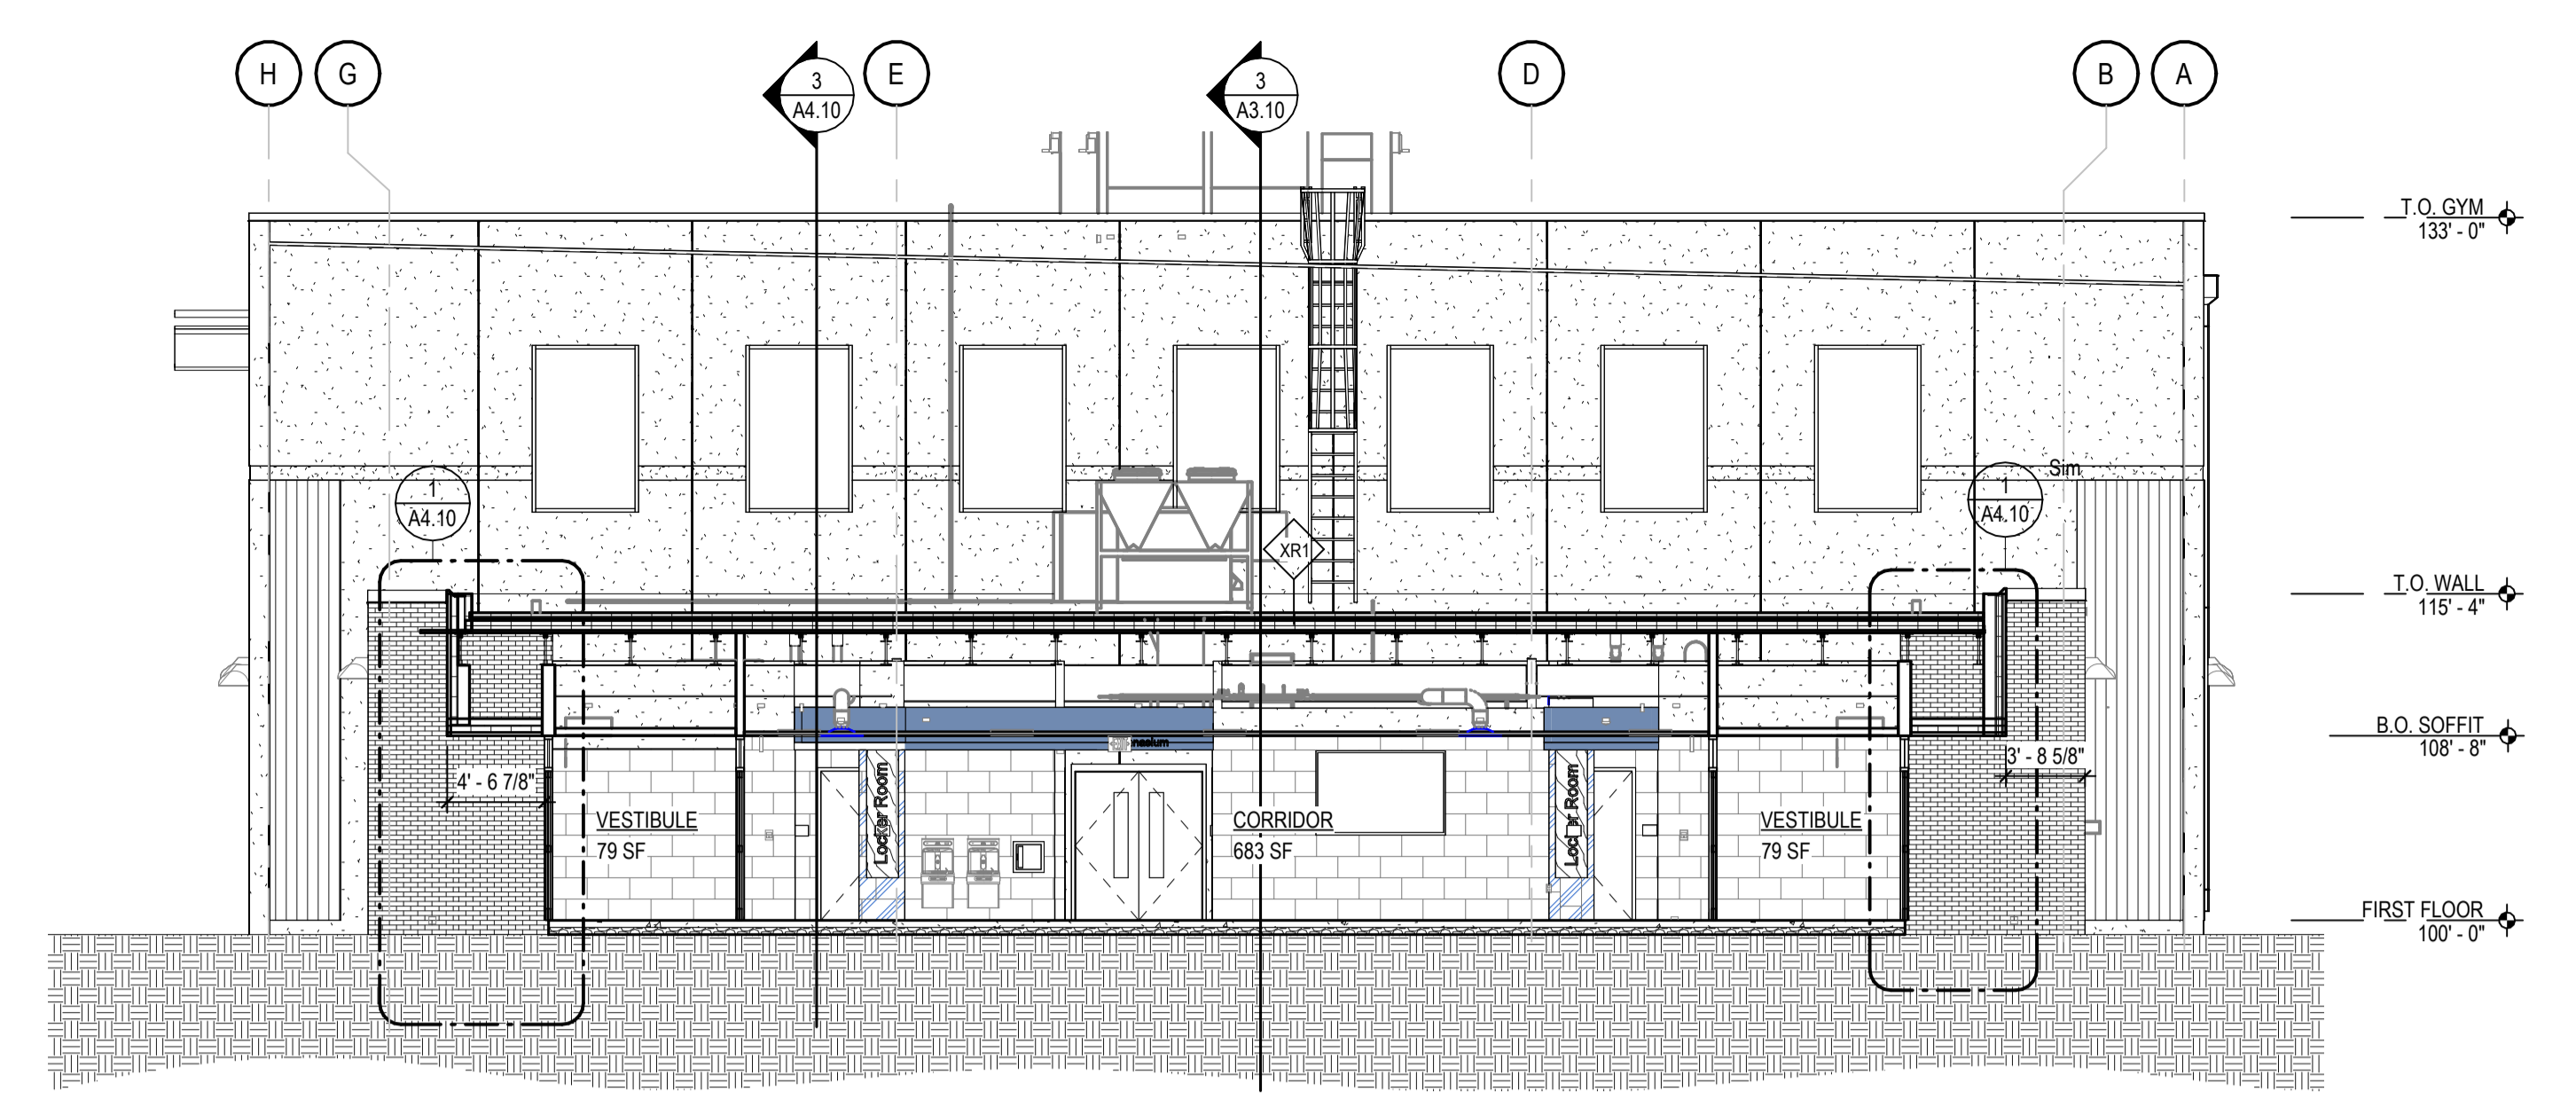 H
G
3
A4.10
E
3
A3.10
D
B
A
T.O. GYM
133' - 0"
1
A4.10
Sim
1
A4.10
XR1
T.O. WALL
115' - 4"
B.O. SOFFIT
108' - 8"
4' - 6 7/8"
3' - 8 5/8"
Locker Room
Locker Room
VESTIBULE
79 SF
CORRIDOR
683 SF
VESTIBULE
79 SF
FIRST FLOOR
100' - 0"